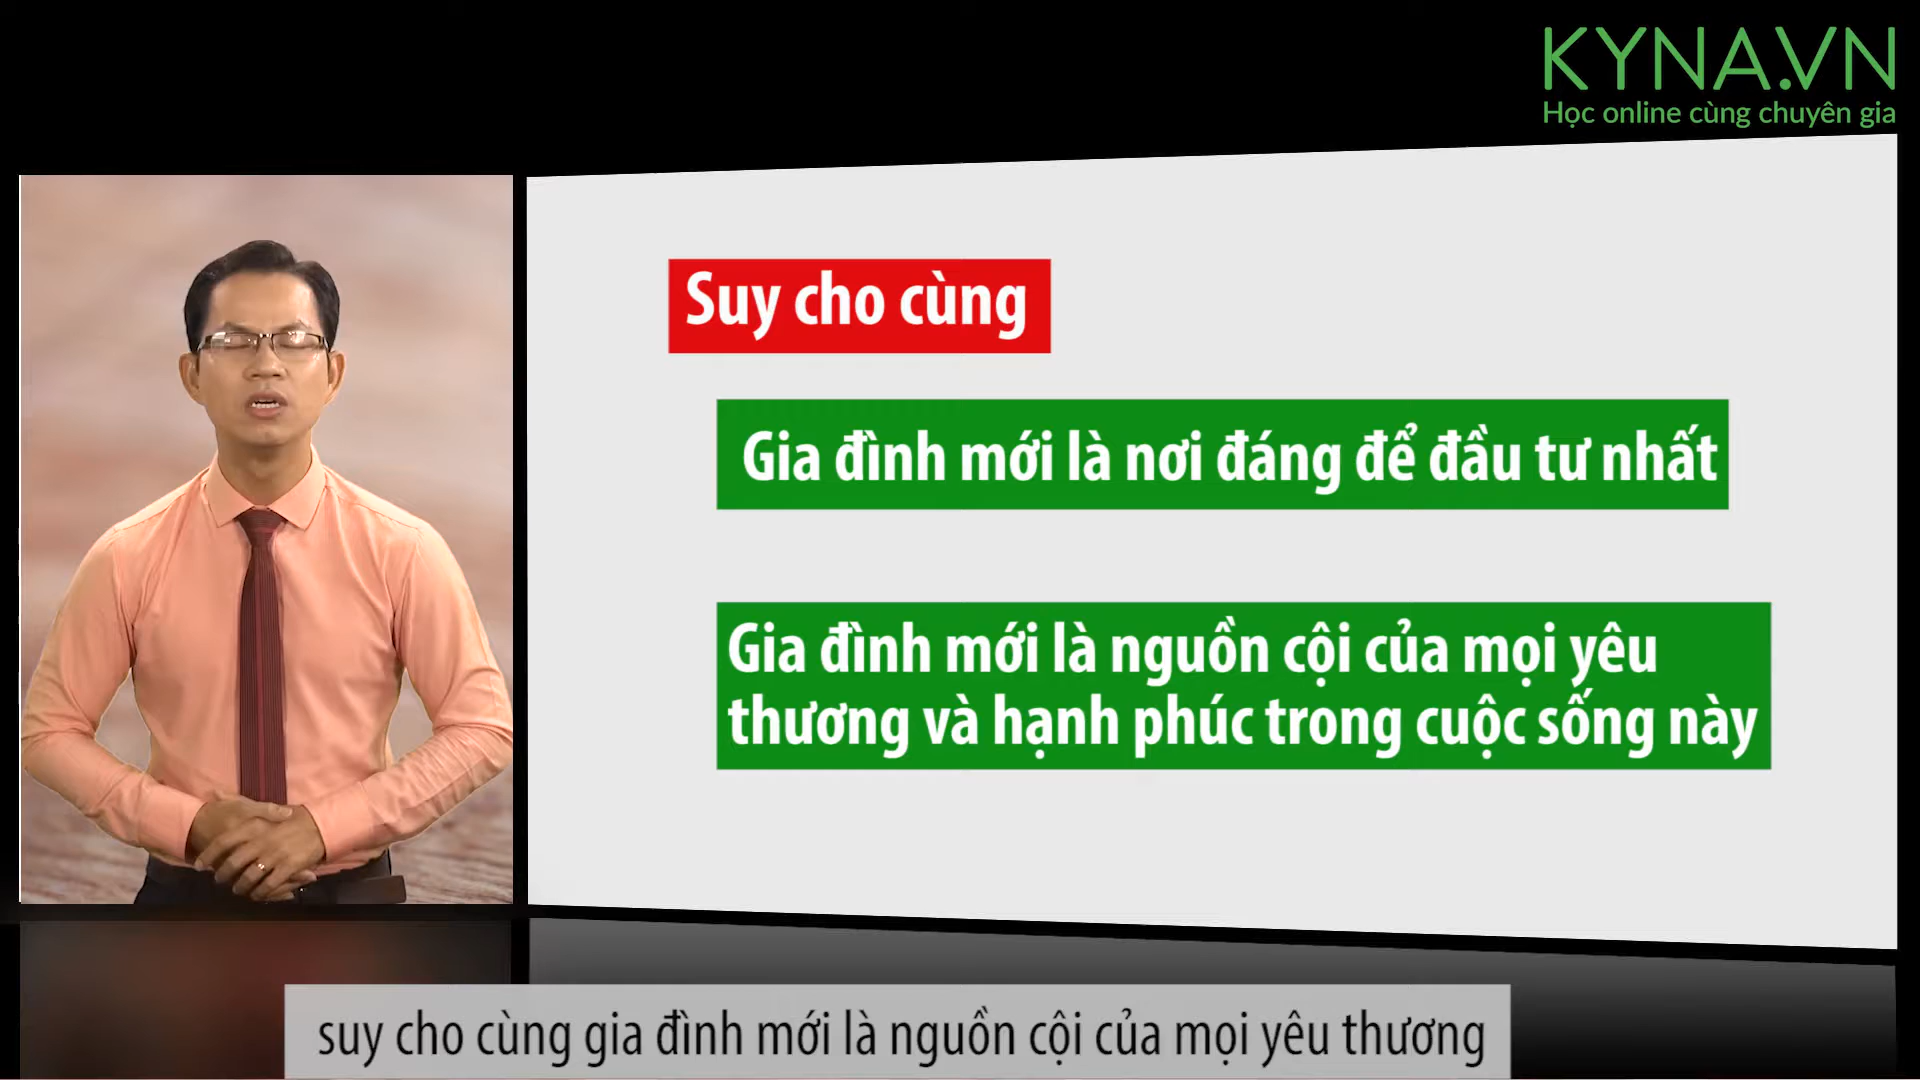 KYNA.VN
Học online cùng chuyên gia
Suy cho cùng
Gia đình mới là nơi đáng để đầu tư nhất
Gia đình mới là nguồn cội của mọi yêu
thương và hạnh phúc trong cuộc sống này
suy cho cùng gia đình mới là nguồn cội của mọi yêu thương